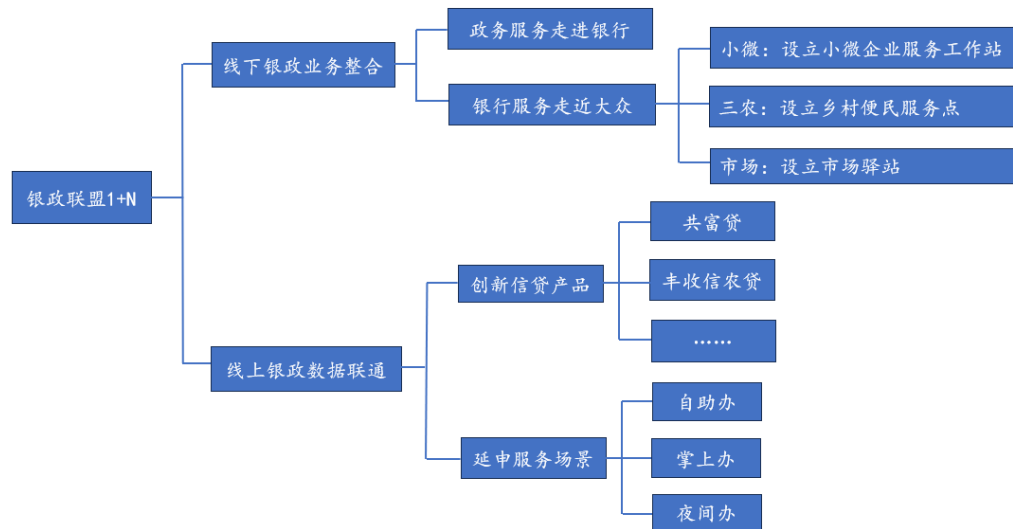 银政联盟1+N
线下银政业务整合
政务服务走进银行
银行服务走近大众
小微：设立小微企业服务工作站
三农：设立乡村便民服务点
市场：设立市场驿站
线上银政数据联通
创新信贷产品
共富贷
丰收信农贷
……
延申服务场景
自助办
掌上办
夜间办